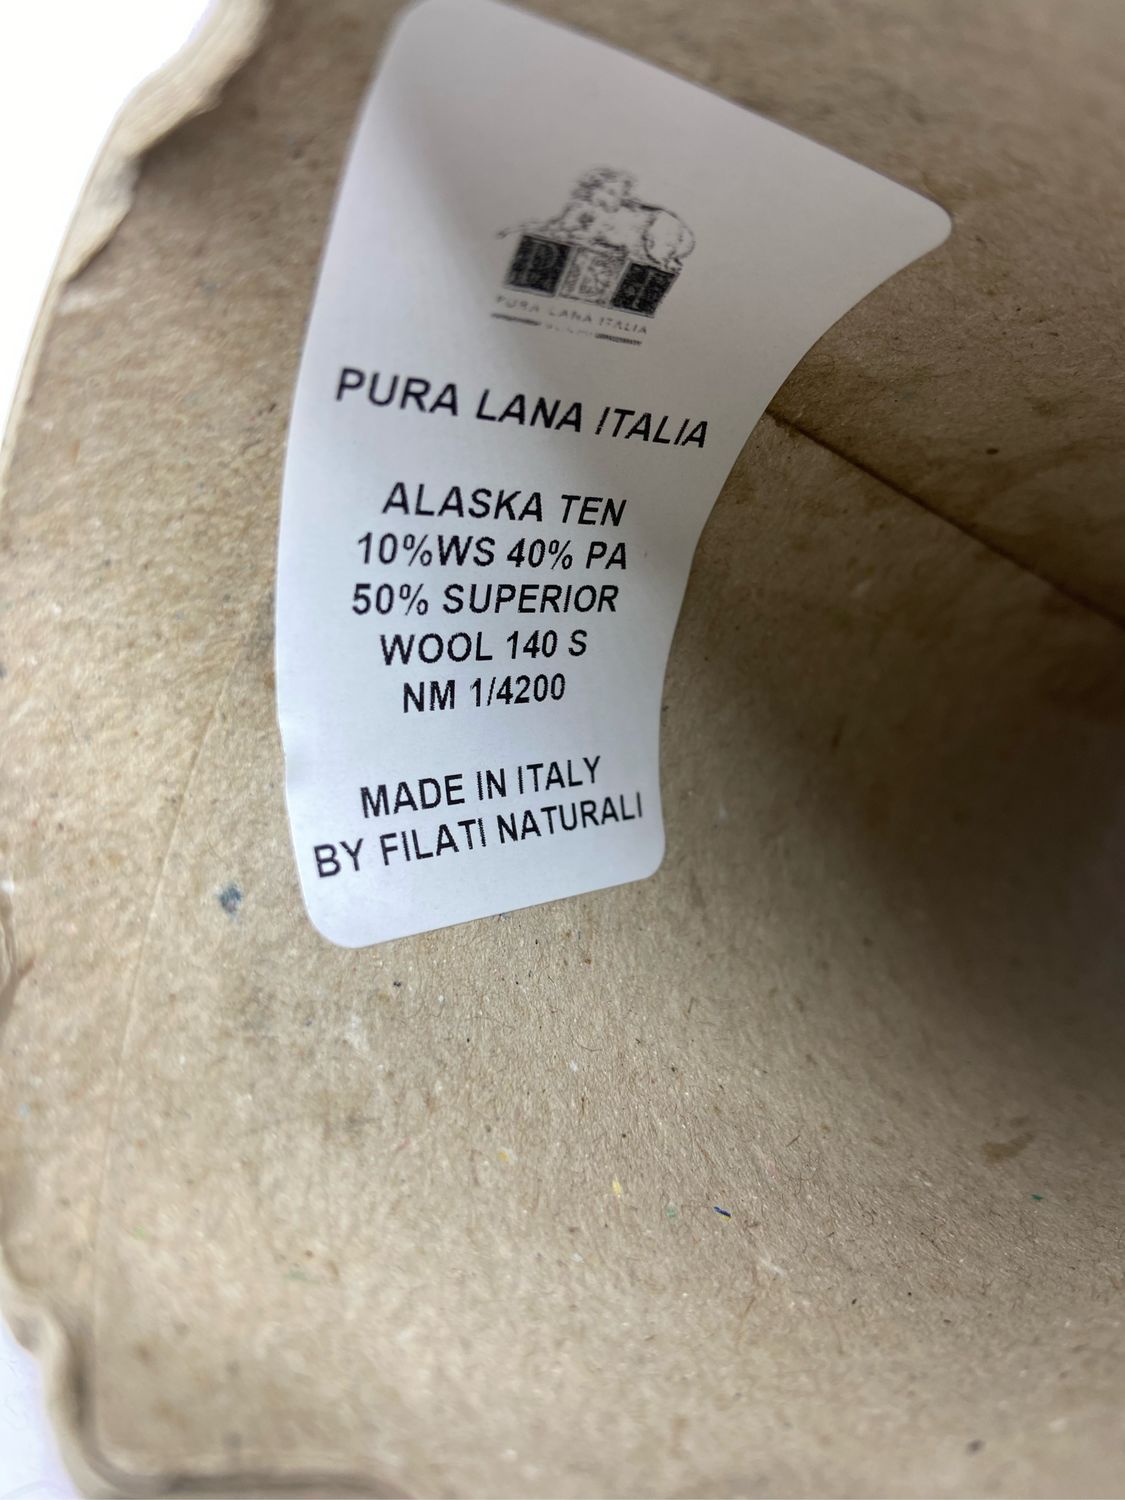 PLI
PURA LANA ITALIA
PURA LANA ITALIA
ALASKA TEN
10%WS 40% PA
50% SUPERIOR
WOOL 140 S
NM 1/4200
MADE IN ITALY
BY FILATI NATURALI